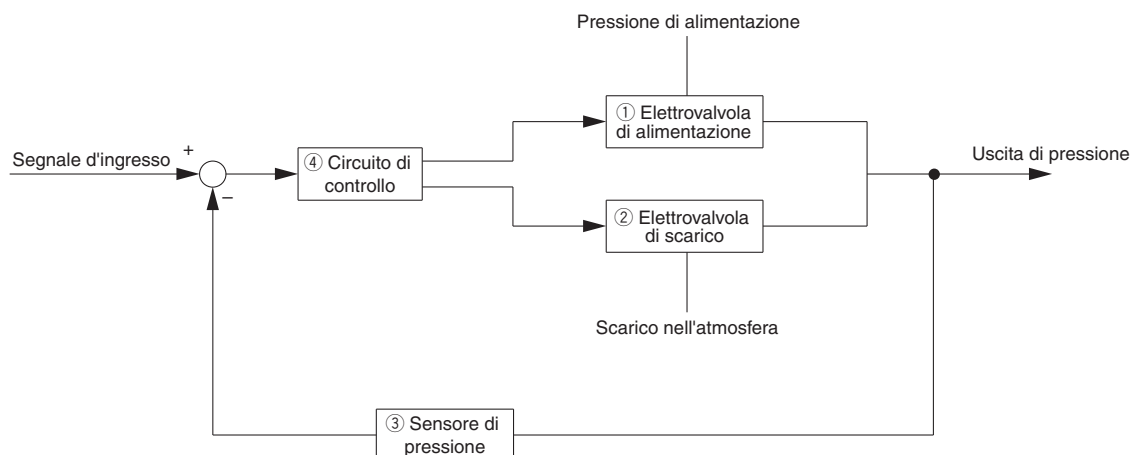 Pressione di alimentazione
① Elettrovalvola
di alimentazione
Segnale d'ingresso
+
−
④ Circuito di
controllo
Uscita di pressione
② Elettrovalvola
di scarico
Scarico nell'atmosfera
③ Sensore di
pressione